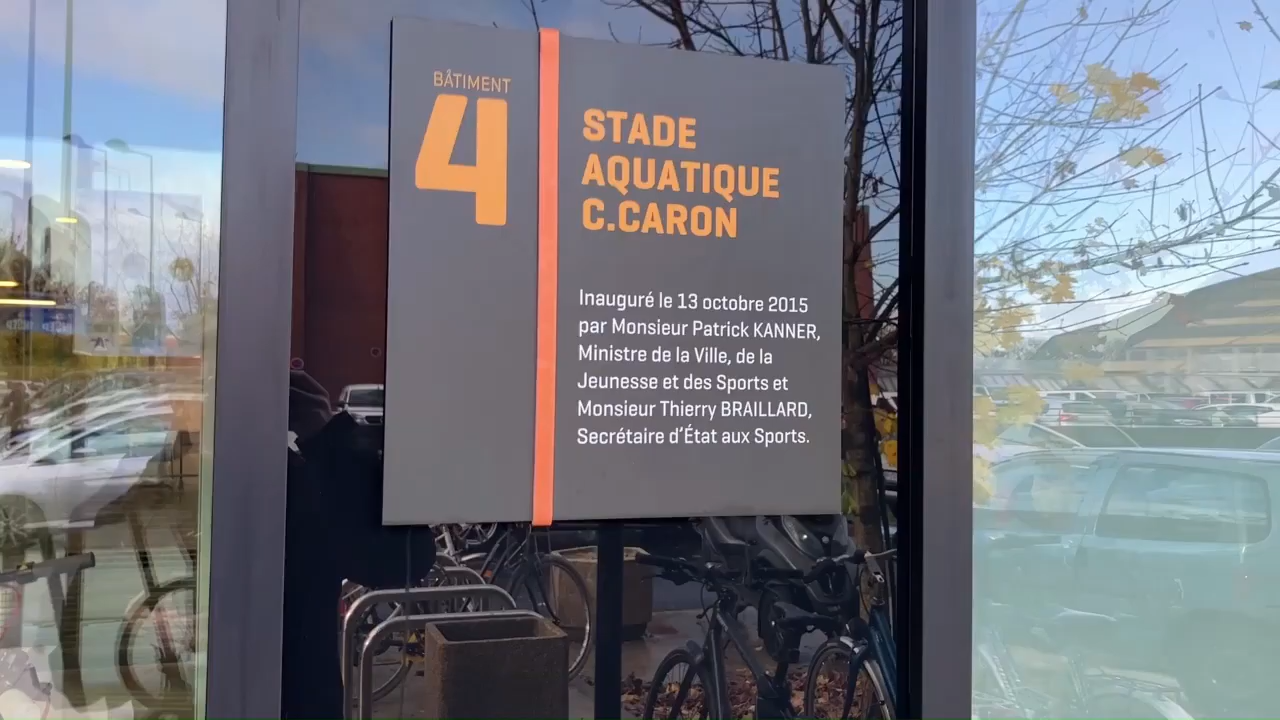 BÂTIMENT
4
STADE
AQUATIQUE
C.CARON
Inauguré le 13 octobre 2015
par Monsieur Patrick KANNER,
Ministre de la Ville, de la
Jeunesse et des Sports et
Monsieur Thierry BRAILLARD,
Secrétaire d'État aux Sports.